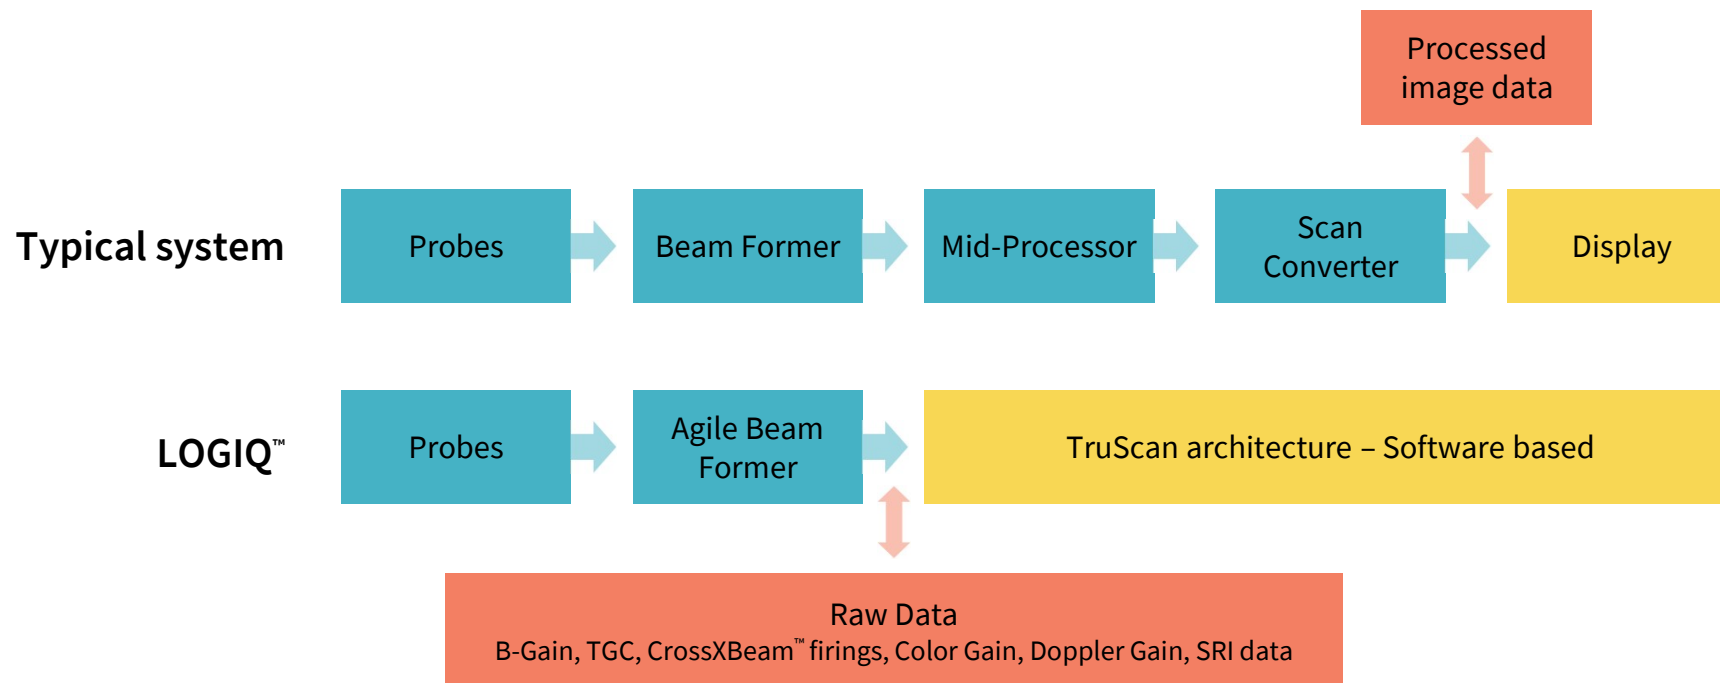 Processed
image data
Typical system
Probes
Beam Former
Mid-Processor
Scan
Converter
Display
LOGIQ™
Probes
Agile Beam
Former
TruScan architecture – Software based
Raw Data
B-Gain, TGC, CrossXBeam™ firings, Color Gain, Doppler Gain, SRI data